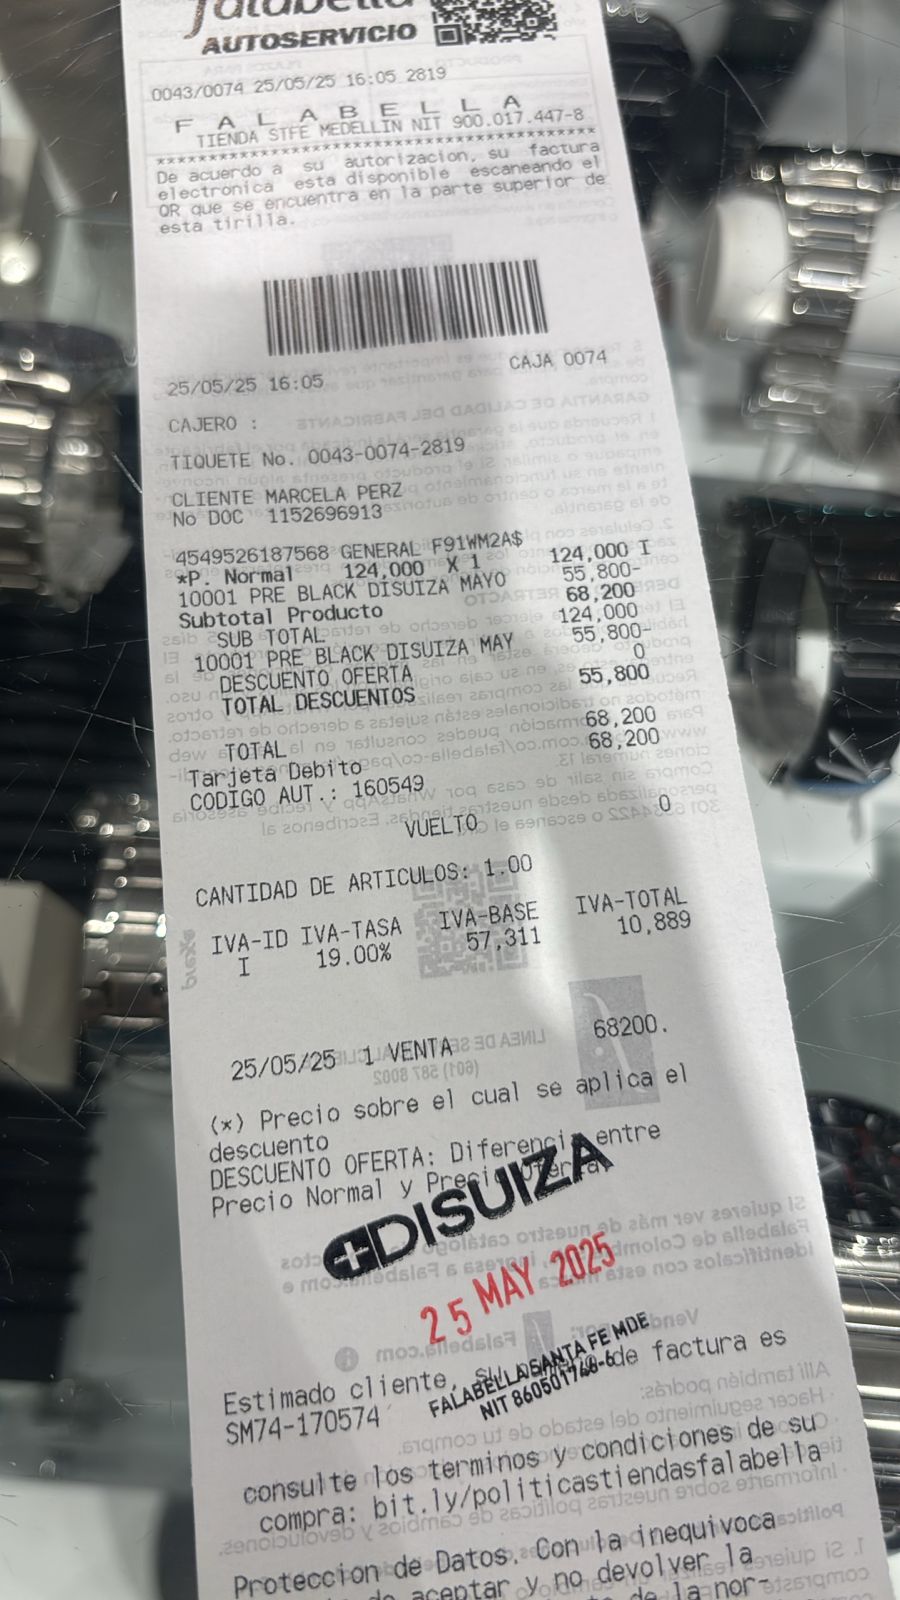 falabella
AUTOSERVICIO
0043/0074 25/05/25 16:05 2819
F A L A B E L L A
TIENDA STFE MEDELLIN NIT 900.017.447-8
****************************************
De acuerdo a su autorizacion, su factura
electronica esta disponible escaneando el
QR que se encuentra en la parte superior de
esta tirilla.
25/05/25 16:05 CAJA 0074
CAJERO :
TIQUETE No. 0043-0074-2819
CLIENTE MARCELA PERZ
No DOC 1152696913
4549526187568 GENERAL F91WM2A$
*P. Normal 124,000 X 1 124,000 I
10001 PRE BLACK DISUIZA MAYO 55,800-
Subtotal Producto 68,200
SUB TOTAL 124,000
10001 PRE BLACK DISUIZA MAY 55,800-
DESCUENTO OFERTA 0
TOTAL DESCUENTOS 55,800
TOTAL 68,200
Tarjeta Debito 68,200
CODIGO AUT.: 160549
VUELTO 0
CANTIDAD DE ARTICULOS: 1.00
IVA-ID IVA-TASA IVA-BASE IVA-TOTAL
I 19.00% 57,311 10,889
25/05/25 1 VENTA 68200.
(*) Precio sobre el cual se aplica el
descuento
DESCUENTO OFERTA: Diferencia entre
Precio Normal y Precio Oferta
DISUIZA
25 MAY 2025
FALABELLA SANTA FE MDE
NIT 860501768-6
Estimado cliente, su de factura es
SM74-170574
consulte los terminos y condiciones de su
compra: bit.ly/politicastiendasfalabella
Proteccion de Datos. Con la inequivoca
de aceptar y no devolver la
de la nor-